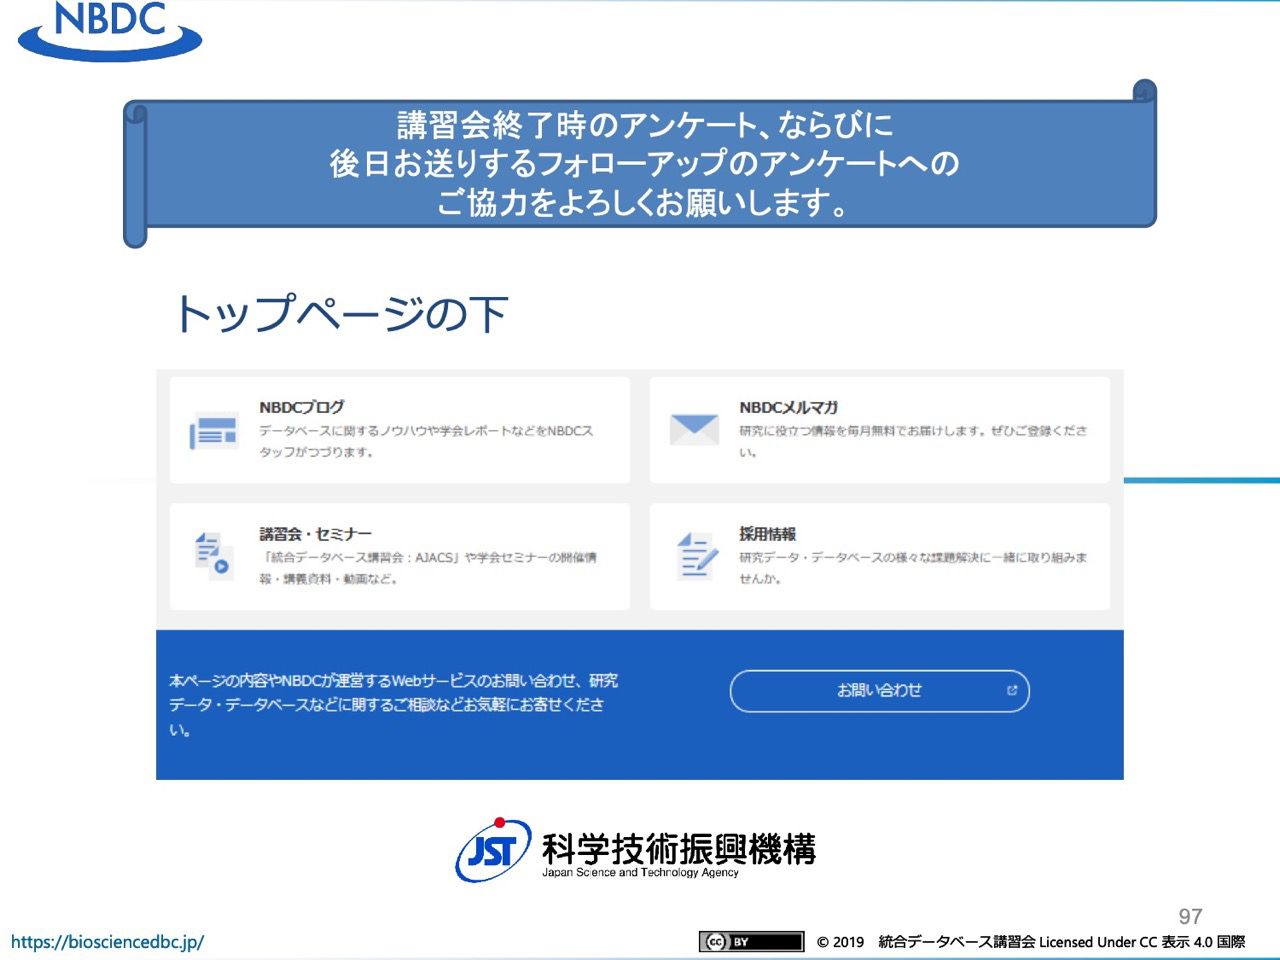 NBDC
講習会終了時のアンケート、ならびに
後日お送りするフォローアップのアンケートへの
ご協力をよろしくお願いします。
トップページの下
NBDCブログ
データベースに関するノウハウや学会レポートなどをNBDCス
タッフがつづります。
NBDCメルマガ
研究に役立つ情報を毎月無料でお届けします。ぜひご登録くださ
い。
講習会・セミナー
「統合データベース講習会：AJACS」や学会セミナーの開催情
報・講義資料・動画など。
採用情報
研究データ・データベースの様々な課題解決に一緒に取り組みま
せんか。
本ページの内容やNBDCが運営するWebサービスのお問い合わせ、研究
データ・データベースなどに関するご相談などお気軽にお寄せくださ
い。
お問い合わせ
JST 科学技術振興機構
Japan Science and Technology Agency
97
https://biosciencedbc.jp/
cc BY © 2019 統合データベース講習会 Licensed Under CC 表示 4.0 国際